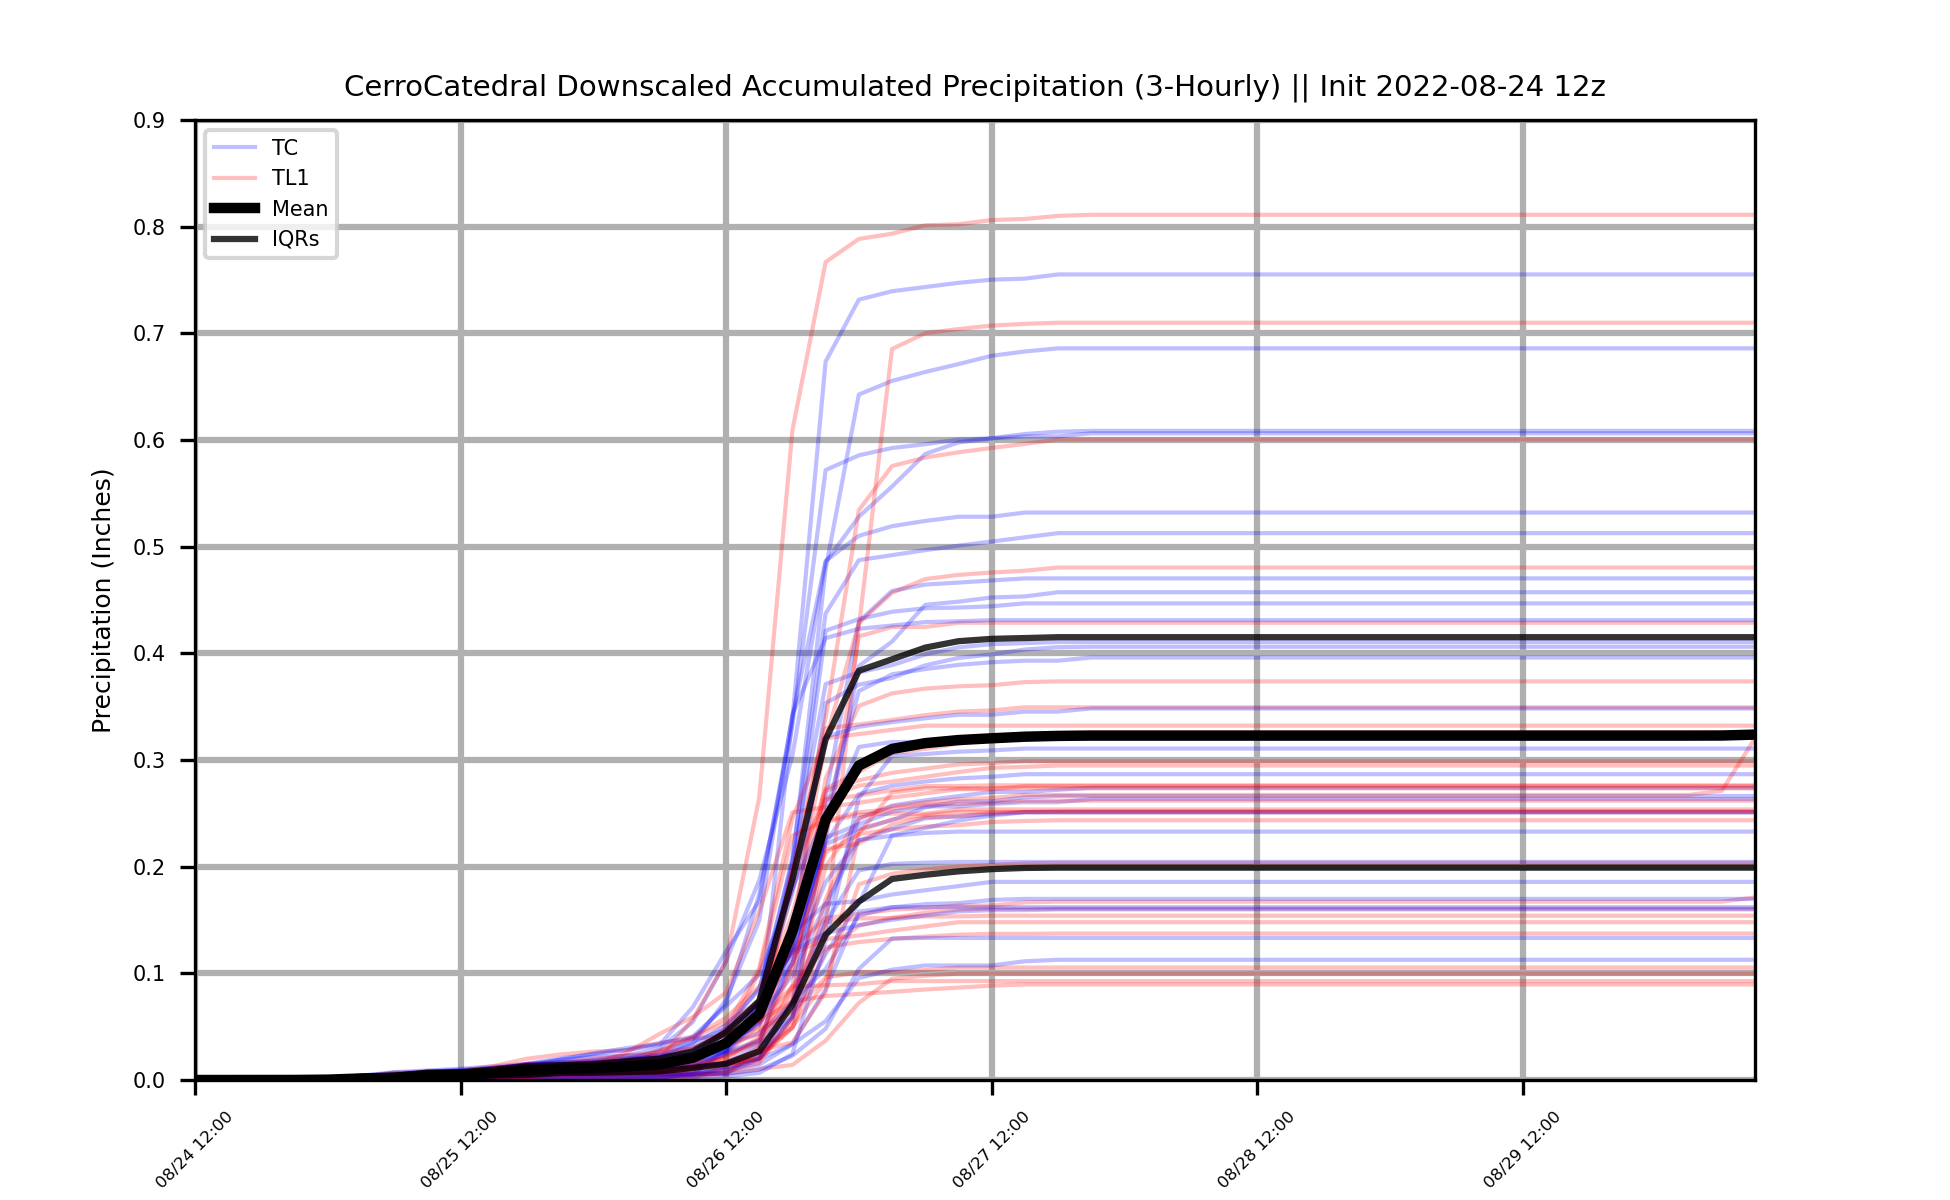 CerroCatedral Downscaled Accumulated Precipitation (3-Hourly) || Init 2022-08-24 12z
TC
TL1
Mean
IQRs
Precipitation (Inches)
0.9
0.8
0.7
0.6
0.5
0.4
0.3
0.2
0.1
0.0
08/24 12:00
08/25 12:00
08/26 12:00
08/27 12:00
08/28 12:00
08/29 12:00